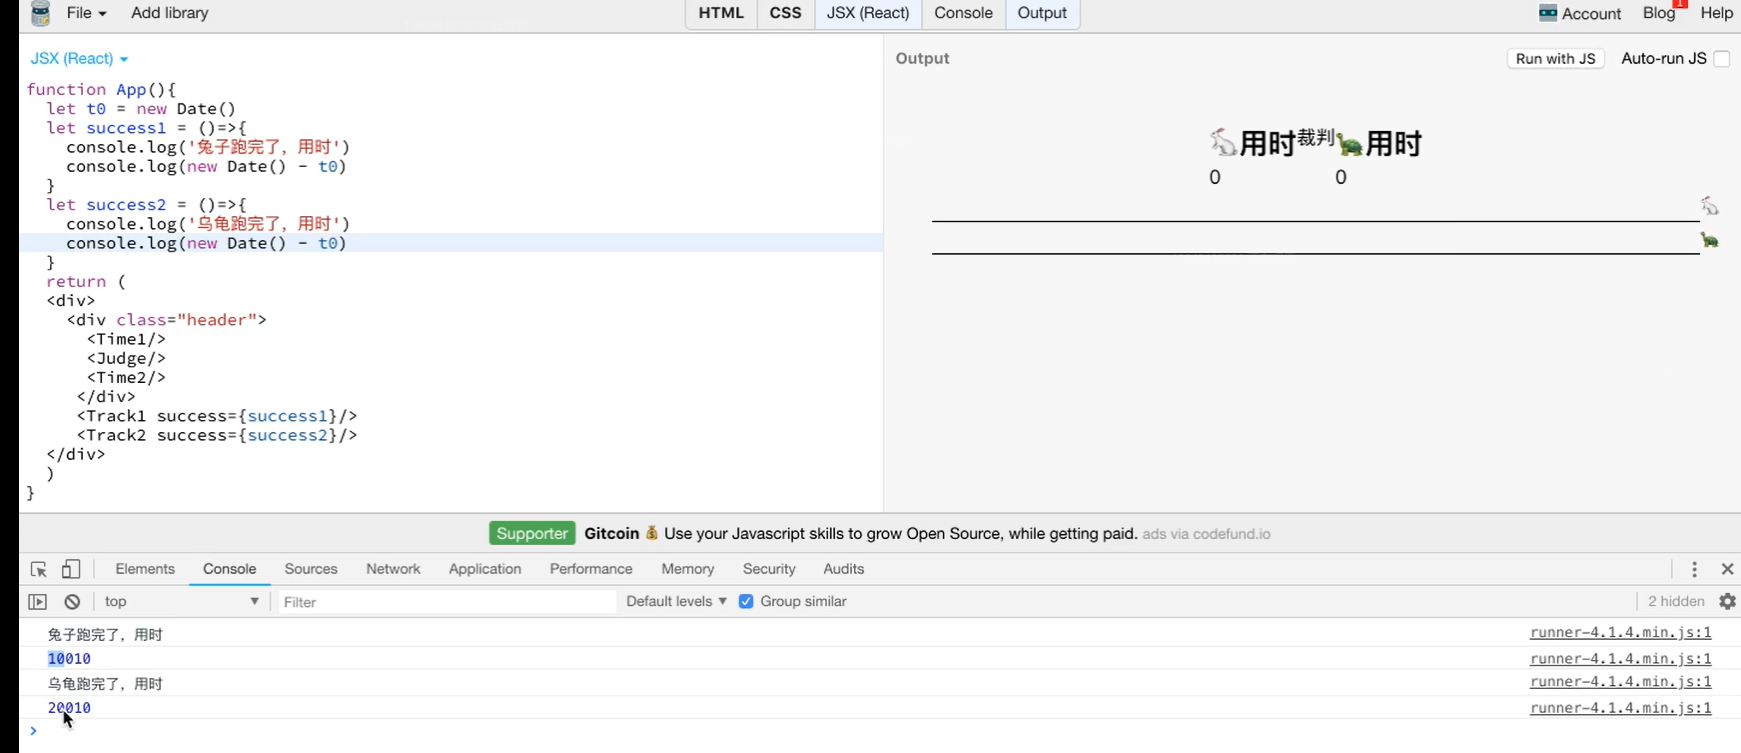 File Add library HTML CSS JSX (React) Console Output Account Blog 1 Help
JSX (React)
function App(){
let t0 = new Date()
let success1 = ()=>{
console.log('兔子跑完了，用时')
console.log(new Date() - t0)
}
let success2 = ()=>{
console.log('乌龟跑完了，用时')
console.log(new Date() - t0)
}
return (
<div>
<div class="header">
<Time1/>
<Judge/>
<Time2/>
</div>
<Track1 success={success1}/>
<Track2 success={success2}/>
</div>
)
}
Output Run with JS Auto-run JS
🐇用时裁判🐢用时
0 0
🐇
🐢
Supporter Gitcoin 💰 Use your Javascript skills to grow Open Source, while getting paid. ads via codefund.io
Elements Console Sources Network Application Performance Memory Security Audits
top Filter Default levels Group similar 2 hidden
兔子跑完了，用时 runner-4.1.4.min.js:1
10010 runner-4.1.4.min.js:1
乌龟跑完了，用时 runner-4.1.4.min.js:1
20010 runner-4.1.4.min.js:1
>